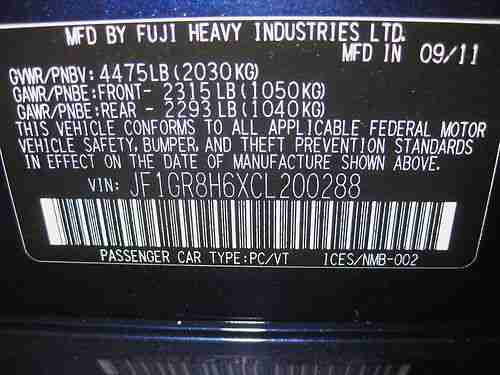 MFD BY FUJI HEAVY INDUSTRIES LTD.
MFD IN 09/11
GVWR/PNBV: 4475LB(2030KG)
GAWR/PNBE:FRONT- 2315LB(1050KG)
GAWR/PNBE:REAR - 2293LB(1040KG)
THIS VEHICLE CONFORMS TO ALL APPLICABLE FEDERAL MOTOR
VEHICLE SAFETY, BUMPER, AND THEFT PREVENTION STANDARDS
IN EFFECT ON THE DATE OF MANUFACTURE SHOWN ABOVE.
VIN: JF1GR8H6XCL200288
PASSENGER CAR TYPE:PC/VT 1CES/NMB-002